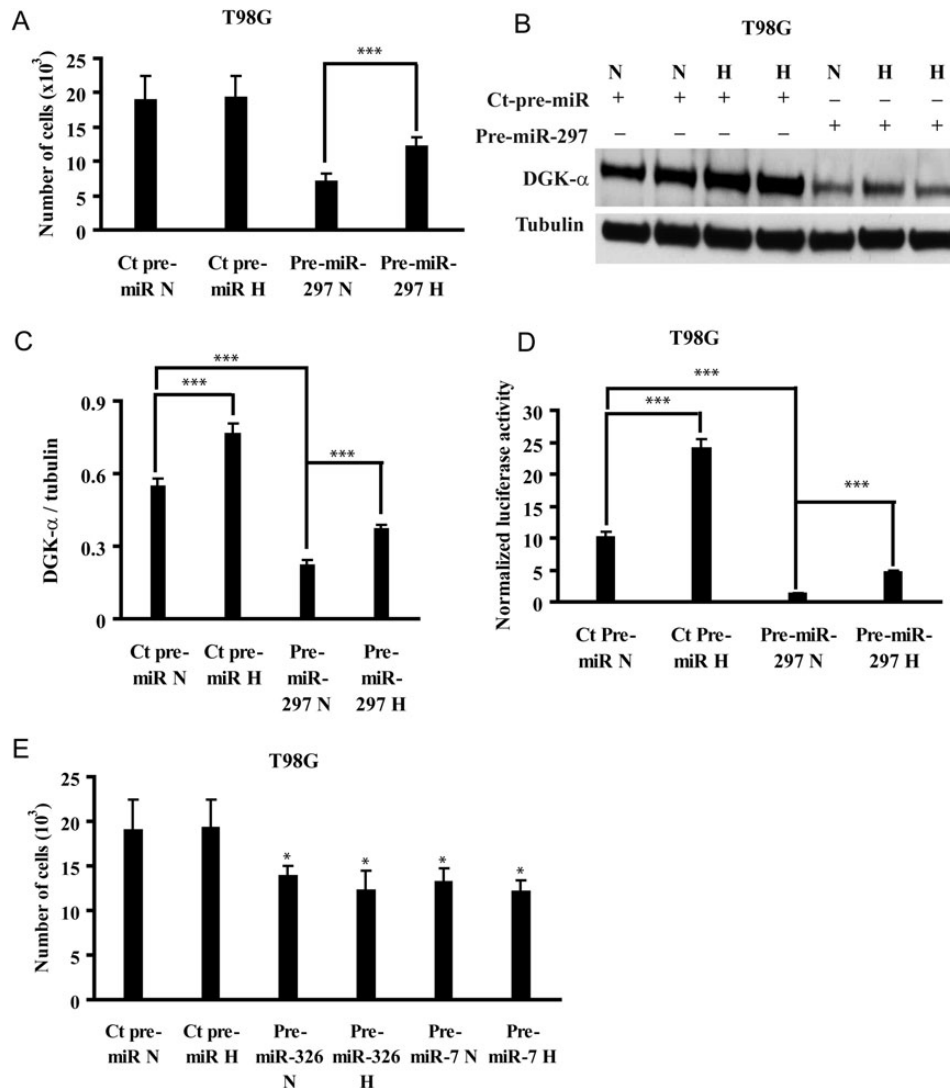 A
T98G
Number of cells (x10³)
25
20
15
10
5
0
***
Ct pre-
miR N
Ct pre-
miR H
Pre-miR-
297 N
Pre-miR-
297 H
B
T98G
N N H H N H H
Ct-pre-miR + + + + – – –
Pre-miR-297 – – – – + + +
DGK-α
Tubulin
C
DGK-α / tubulin
0.9
0.6
0.3
0
***
***
***
Ct pre-
miR N
Ct pre-
miR H
Pre-
miR-
297 N
Pre-
miR-
297 H
D
T98G
Normalized luciferase activity
30
25
20
15
10
5
0
***
***
***
Ct Pre-
miR N
Ct Pre-
miR H
Pre-miR-
297 N
Pre-miR-
297 H
E
T98G
Number of cells (10³)
25
20
15
10
5
0
* * * *
Ct pre-
miR N
Ct pre-
miR H
Pre-
miR-326
N
Pre-
miR-326
H
Pre-
miR-7 N
Pre-
miR-7 H